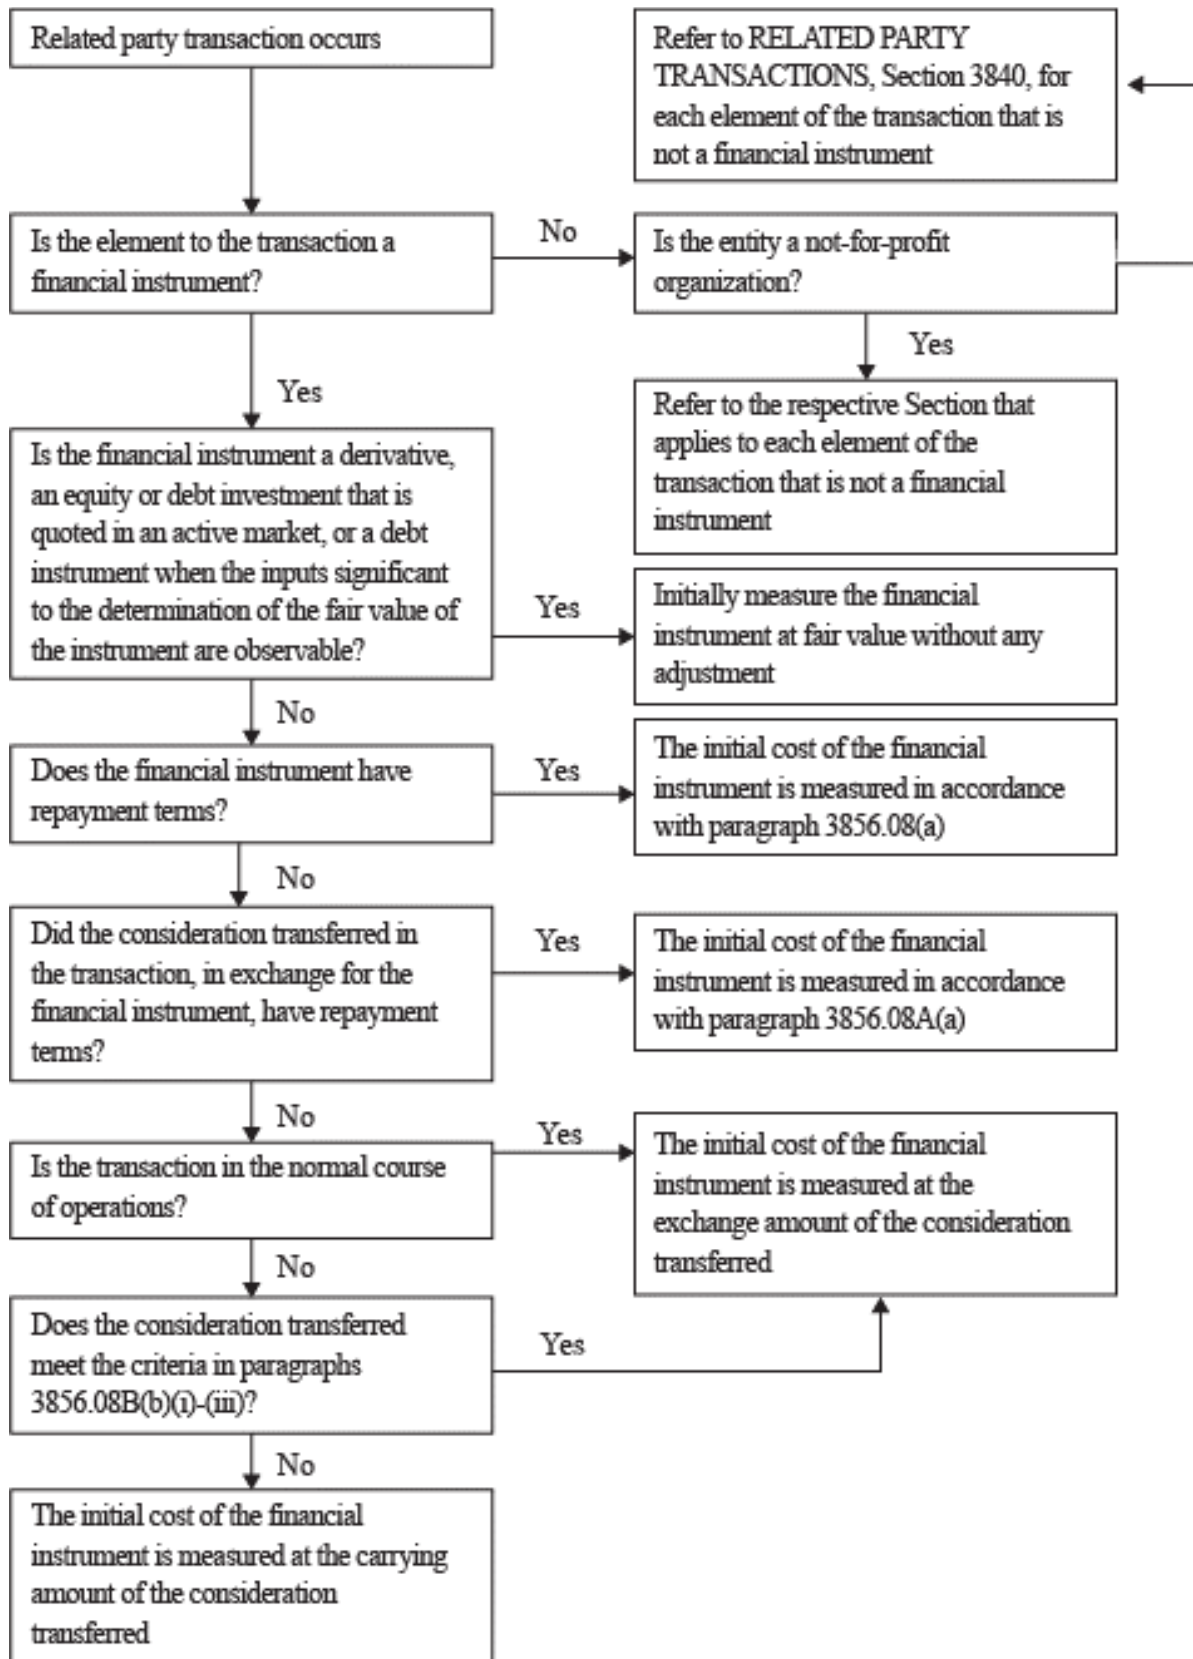 Related party transaction occurs
Refer to RELATED PARTY
TRANSACTIONS, Section 3840, for
each element of the transaction that is
not a financial instrument
Is the element to the transaction a
financial instrument?
No
Is the entity a not-for-profit
organization?
Yes
Yes
Refer to the respective Section that
applies to each element of the
transaction that is not a financial
instrument
Is the financial instrument a derivative,
an equity or debt investment that is
quoted in an active market, or a debt
instrument when the inputs significant
to the determination of the fair value of
the instrument are observable?
Yes
Initially measure the financial
instrument at fair value without any
adjustment
No
Does the financial instrument have
repayment terms?
Yes
The initial cost of the financial
instrument is measured in accordance
with paragraph 3856.08(a)
No
Did the consideration transferred in
the transaction, in exchange for the
financial instrument, have repayment
terms?
Yes
The initial cost of the financial
instrument is measured in accordance
with paragraph 3856.08A(a)
No
Is the transaction in the normal course
of operations?
Yes
The initial cost of the financial
instrument is measured at the
exchange amount of the consideration
transferred
No
Does the consideration transferred
meet the criteria in paragraphs
3856.08B(b)(i)-(iii)?
Yes
No
The initial cost of the financial
instrument is measured at the carrying
amount of the consideration
transferred